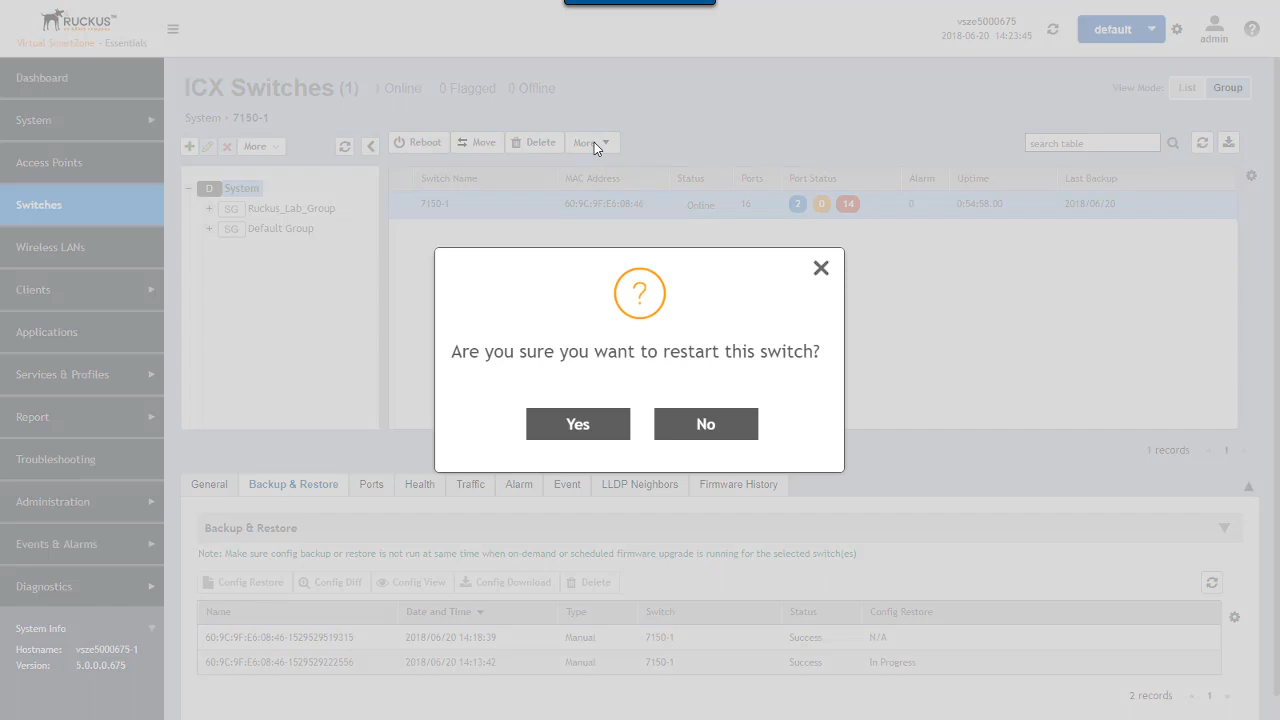 RUCKUS™
Virtual SmartZone - Essentials
vsze5000675
2018-06-20 14:23:45
default
admin
Dashboard
System
Access Points
Switches
Wireless LANs
Clients
Applications
Services & Profiles
Report
Troubleshooting
Administration
Events & Alarms
Diagnostics
System Info
Hostname: vsze5000675-1
Version: 5.0.0.0.675
ICX Switches (1) 1 Online 0 Flagged 0 Offline
View Mode: List Group
System › 7150-1
More
Reboot Move Delete More
search table
D System
SG Ruckus_Lab_Group
SG Default Group
Switch Name MAC Address Status Ports Port Status Alarm Uptime Last Backup
7150-1 60:9C:9F:E6:08:46 Online 16 2 0 14 0 0:54:58.00 2018/06/20
Are you sure you want to restart this switch?
Yes No
1 records 1
General Backup & Restore Ports Health Traffic Alarm Event LLDP Neighbors Firmware History
Backup & Restore
Note: Make sure config backup or restore is not run at same time when on-demand or scheduled firmware upgrade is running for the selected switch(es)
Config Restore Config Diff Config View Config Download Delete
Name Date and Time Type Switch Status Config Restore
60:9C:9F:E6:08:46-1529529519315 2018/06/20 14:18:39 Manual 7150-1 Success N/A
60:9C:9F:E6:08:46-1529529222556 2018/06/20 14:13:42 Manual 7150-1 Success In Progress
2 records 1